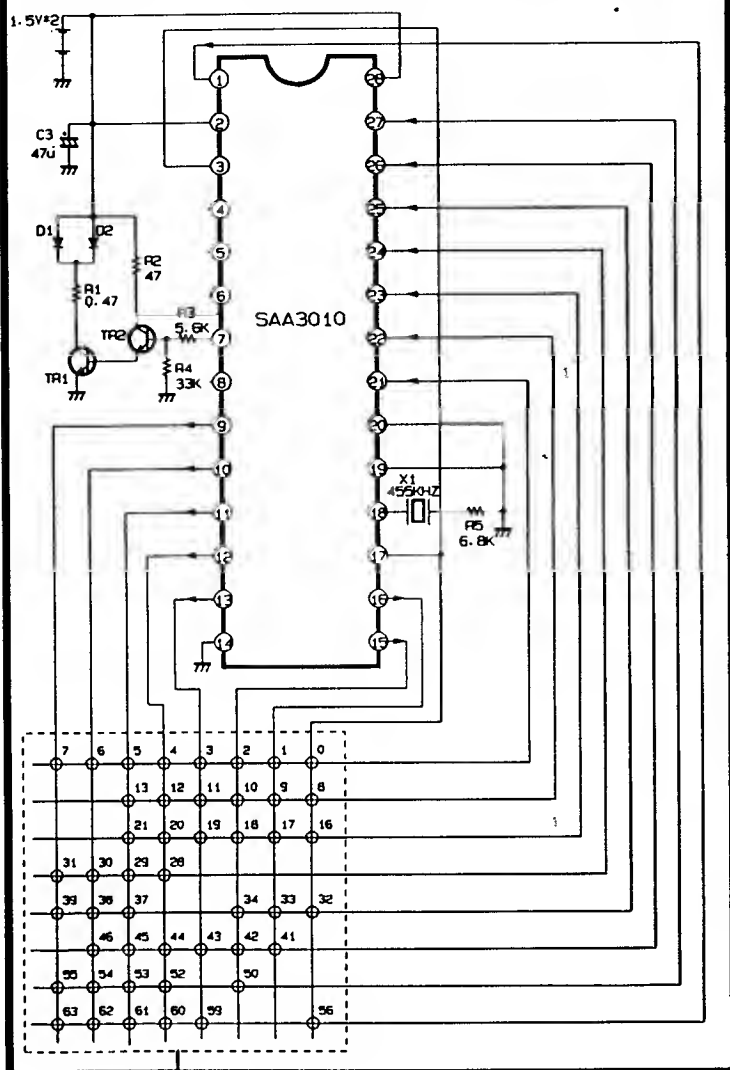 1.5V*2
1
28
2
27
C3
47u
3
26
4
25
D1
D2
5
24
R2
47
R1
0.47
6
23
R3
5.6K
SAA3010
TR2
7
22
TR1
R4
33K
8
21
9
20
10
19
X1
455KHZ
11
18
R5
6.8K
12
17
13
16
14
15
7 6 5 4 3 2 1 0
13 12 11 10 9 8
21 20 19 18 17 16
31 30 29 28
39 38 37 34 33 32
46 45 44 43 42 41
55 54 53 52 50
63 62 61 60 59 56